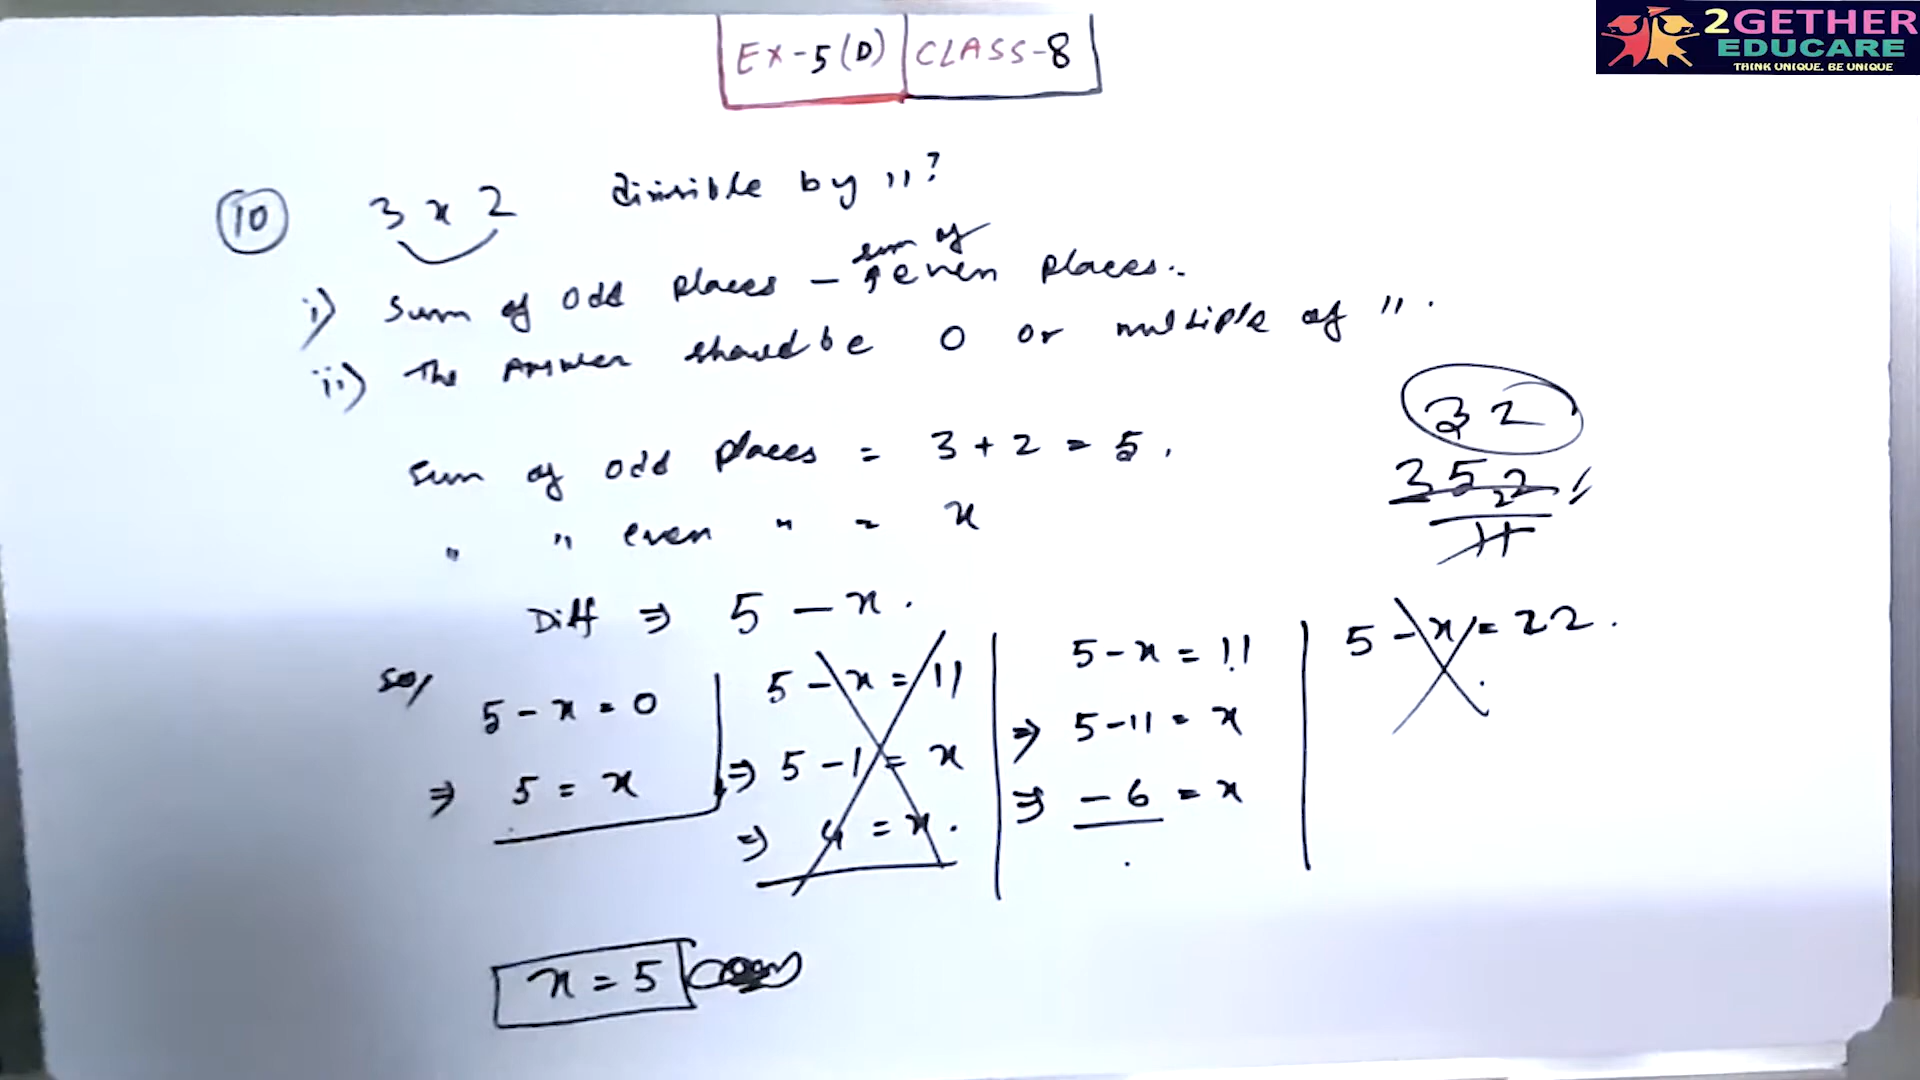 EX-5(D) CLASS-8
2GETHER
EDUCARE
THINK UNIQUE. BE UNIQUE
10 3 x 2 divisible by 11?
sum of
i) Sum of odd places - even places..
ii) The Answer should be 0 or multiple of 11.
32
Sum of odd places = 3 + 2 = 5.
352
11
" " even " = x
Diff ⇒ 5 - x.
so, 5 - x = 0
⇒ 5 = x
5 - x = 11
⇒ 5 - 1 = x
⇒ 4 = x.
5 - x = 11
⇒ 5 - 11 = x
⇒ - 6 = x
5 - x = 22.
x = 5